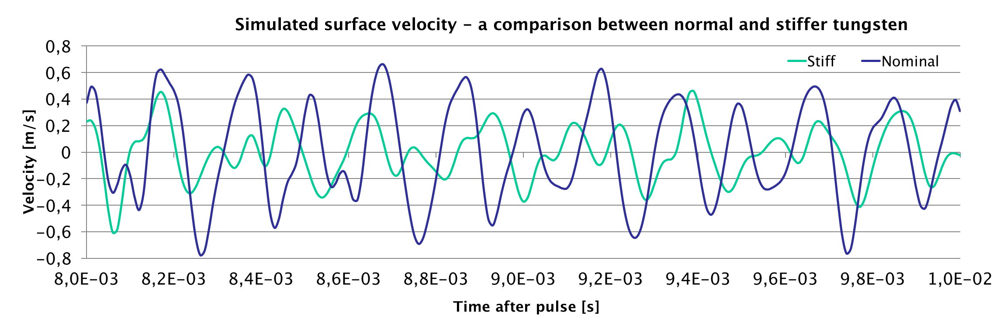 Simulated surface velocity – a comparison between normal and stiffer tungsten
Stiff
Nominal
Velocity [m/s]
0,8
0,6
0,4
0,2
0
−0,2
−0,4
−0,6
−0,8
8,0E−03
8,2E−03
8,4E−03
8,6E−03
8,8E−03
9,0E−03
9,2E−03
9,4E−03
9,6E−03
9,8E−03
1,0E−02
Time after pulse [s]